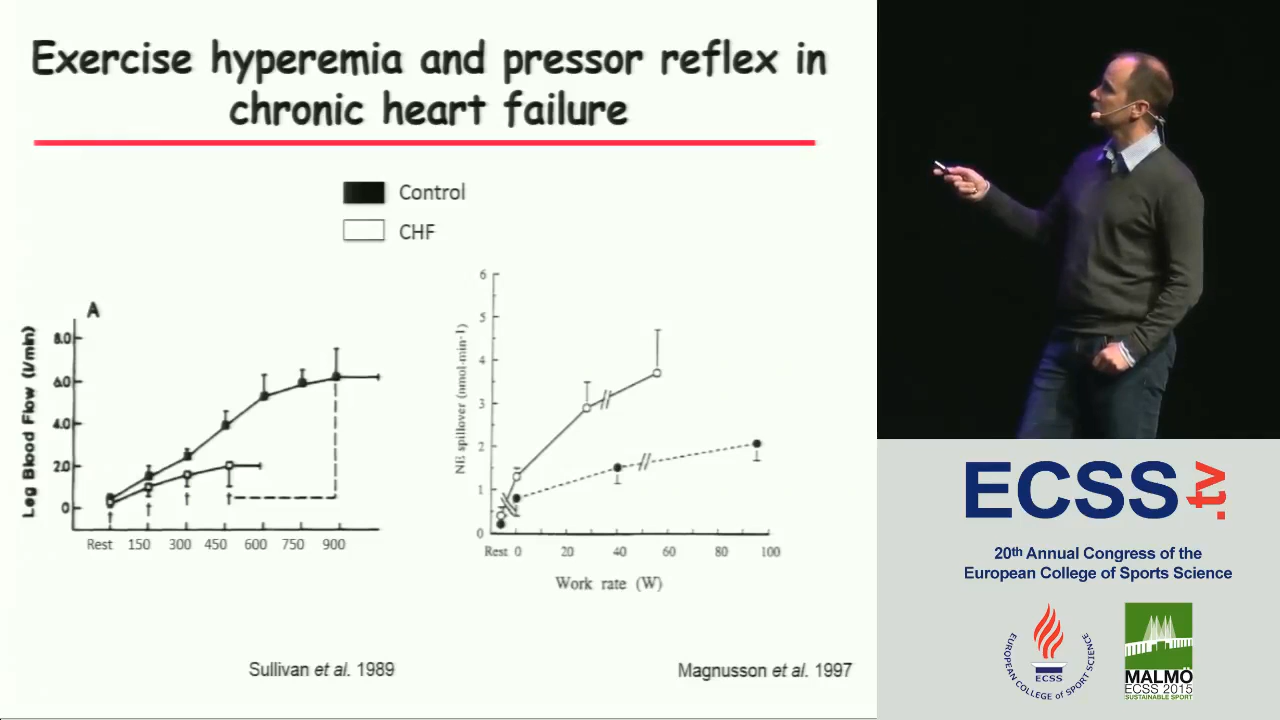 Exercise hyperemia and pressor reflex in
chronic heart failure
Control
CHF
A
Leg Blood Flow (l/min)
8.0
6.0
4.0
2.0
0
Rest 150 300 450 600 750 900
NE spillover (nmol·min-1)
6
5
4
3
2
1
0
Rest 0 20 40 60 80 100
Work rate (W)
Sullivan et al. 1989
Magnusson et al. 1997
ECSS.tv
20th Annual Congress of the
European College of Sports Science
EUROPEAN COLLEGE OF SPORT SCIENCE
ECSS
MALMÖ
ECSS 2015
SUSTAINABLE SPORT